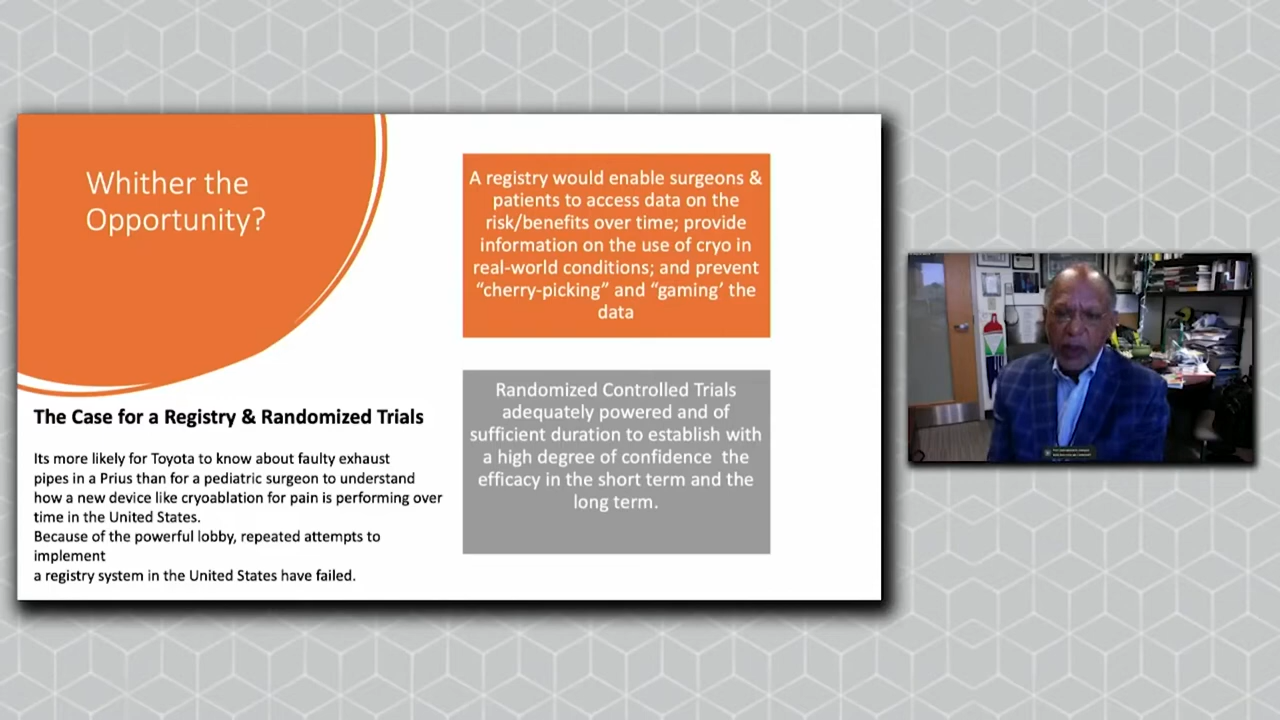 Whither the
Opportunity?
The Case for a Registry & Randomized Trials
Its more likely for Toyota to know about faulty exhaust
pipes in a Prius than for a pediatric surgeon to understand
how a new device like cryoablation for pain is performing over
time in the United States.
Because of the powerful lobby, repeated attempts to
implement
a registry system in the United States have failed.
A registry would enable surgeons &
patients to access data on the
risk/benefits over time; provide
information on the use of cryo in
real-world conditions; and prevent
“cherry-picking” and “gaming’ the
data
Randomized Controlled Trials
adequately powered and of
sufficient duration to establish with
a high degree of confidence  the
efficacy in the short term and the
long term.